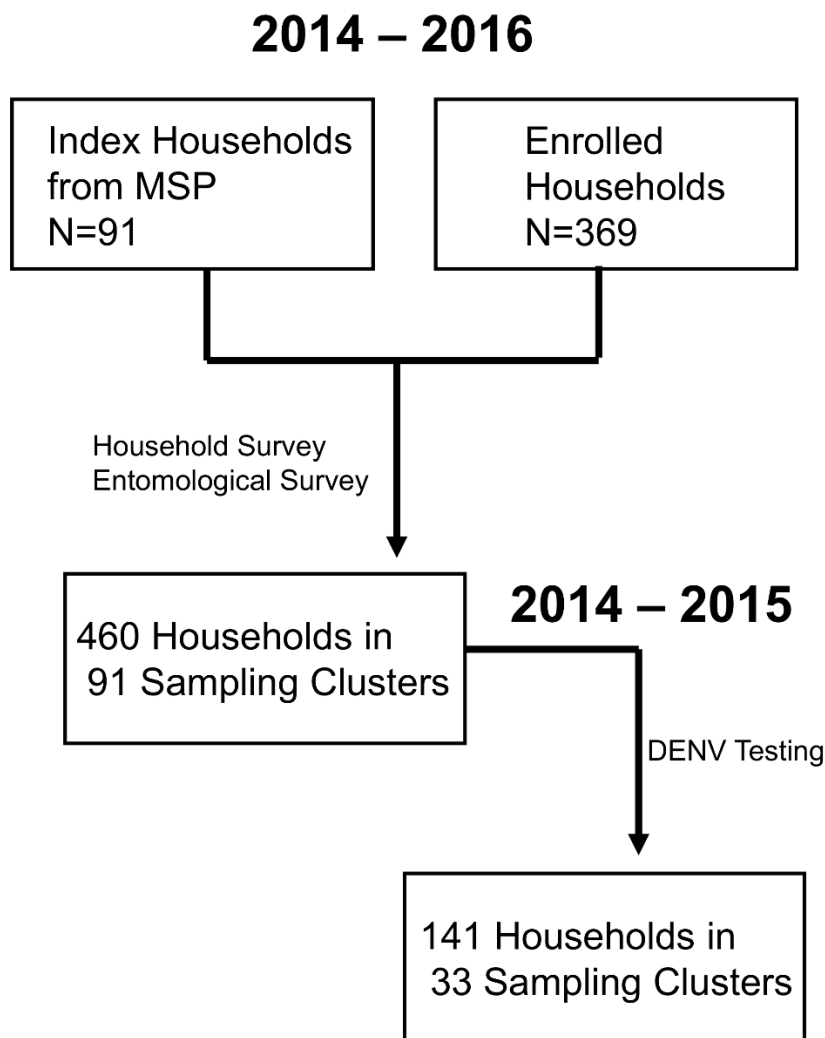 2014 – 2016
Index Households
from MSP
N=91
Enrolled
Households
N=369
Household Survey
Entomological Survey
460 Households in
91 Sampling Clusters
2014 – 2015
DENV Testing
141 Households in
33 Sampling Clusters